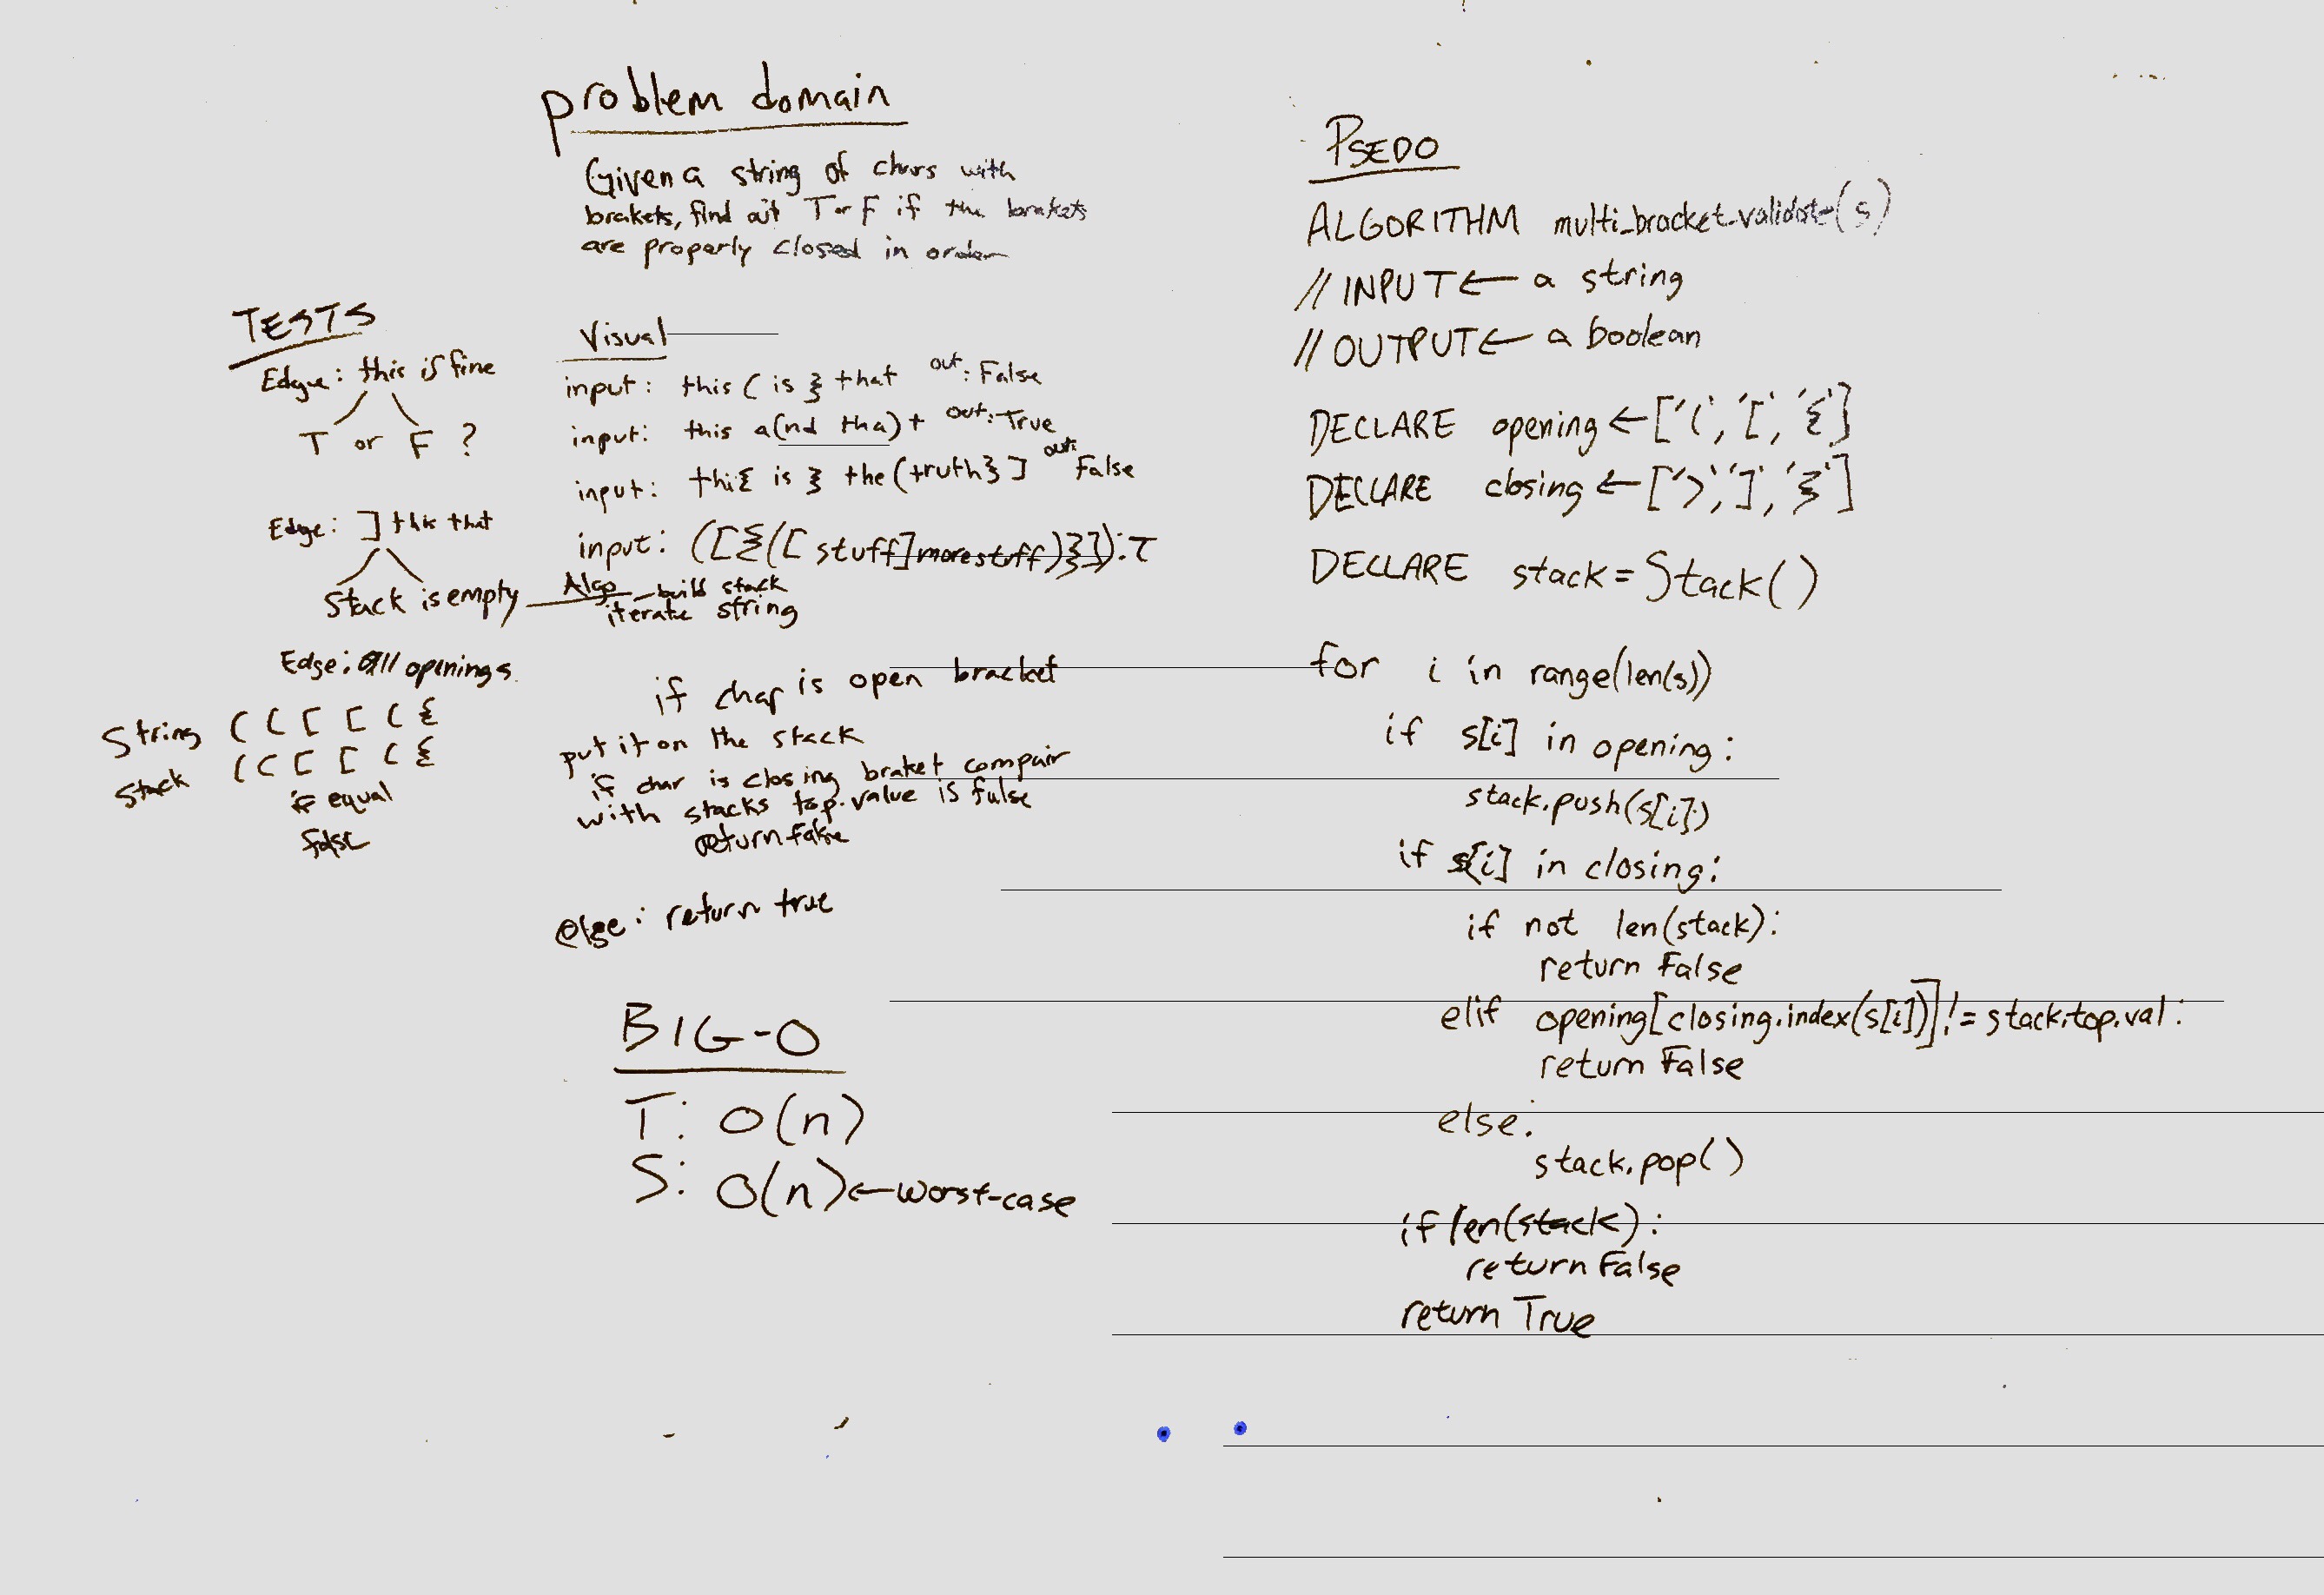 problem domain
Given a string of chars with
brakets, find out T or F if the brakets
are properly closed in order
TESTS
Edge: this is fine
T or F ?
Edge: ] this that
Stack is empty
Edge: all openings
String ( ( [ [ ( {
Stack ( ( [ [ ( {
if equal
false
Visual
input: this ( is } that out: False
input: this a(nd tha)t out: True
input: thi{ is } the (truth}] out: False
input: ([{([ stuff] morestuff)}]):T
Algo - build stack
iterate string
if char is open bracket
put it on the stack
if char is closing braket compair
with stacks top.value is false
return false
else: return true
BIG-O
T: O(n)
S: O(n) ← worst-case
PSEDO
ALGORITHM multi_bracket_validate(s)
// INPUT ← a string
// OUTPUT ← a boolean
DECLARE opening ← ['(', '[', '{']
DECLARE closing ← [')', ']', '}']
DECLARE stack = Stack()
for i in range(len(s))
if s[i] in opening:
stack.push(s[i])
if s[i] in closing:
if not len(stack):
return False
elif opening[closing.index(s[i])] != stack.top.val:
return False
else:
stack.pop()
if len(stack):
return False
return True